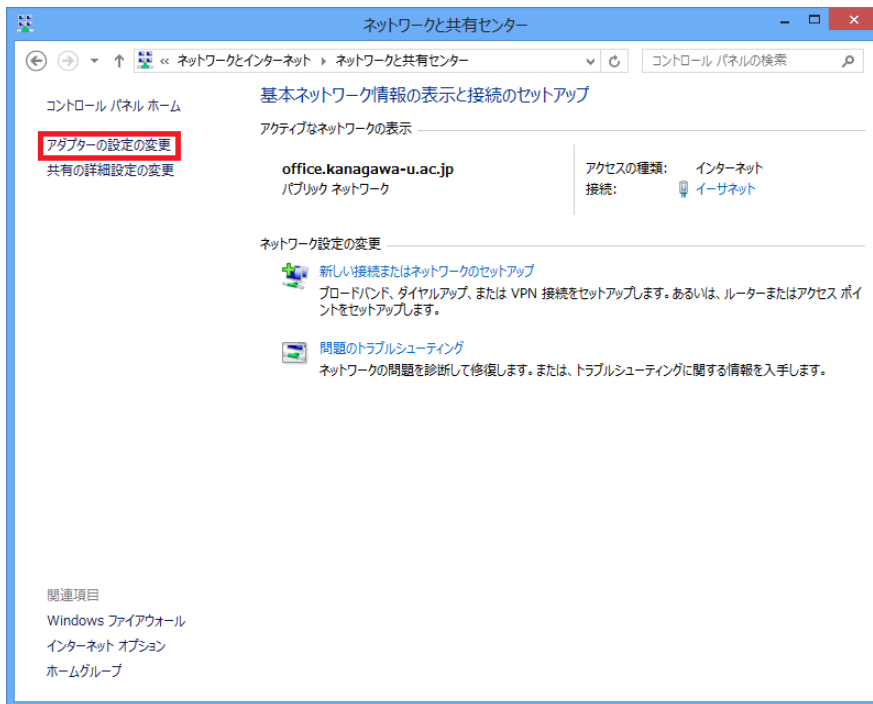 ネットワークと共有センター
« ネットワークとインターネット ▸ ネットワークと共有センター
コントロール パネルの検索
コントロール パネル ホーム
アダプターの設定の変更
共有の詳細設定の変更
基本ネットワーク情報の表示と接続のセットアップ
アクティブなネットワークの表示
office.kanagawa-u.ac.jp
パブリック ネットワーク
アクセスの種類: インターネット
接続: イーサネット
ネットワーク設定の変更
新しい接続またはネットワークのセットアップ
ブロードバンド、ダイヤルアップ、または VPN 接続をセットアップします。あるいは、ルーターまたはアクセス ポイ
ントをセットアップします。
問題のトラブルシューティング
ネットワークの問題を診断して修復します。または、トラブルシューティングに関する情報を入手します。
関連項目
Windows ファイアウォール
インターネット オプション
ホームグループ